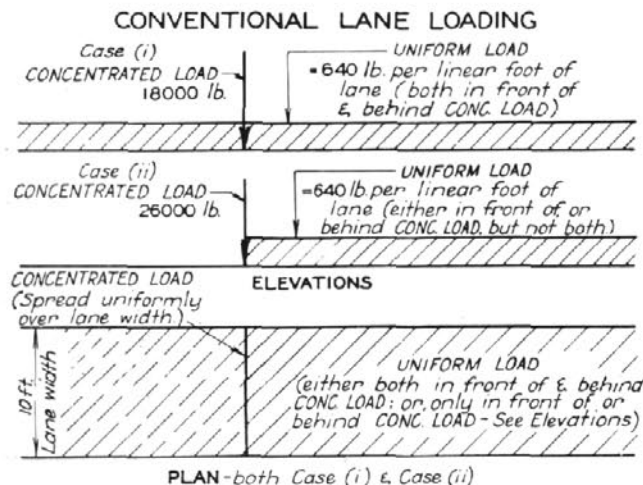 CONVENTIONAL LANE LOADING
Case (i)
CONCENTRATED LOAD
18000 lb.
UNIFORM LOAD
=640 lb. per linear foot of
lane (both in front of
& behind CONC. LOAD)
Case (ii)
CONCENTRATED LOAD
26000 lb.
UNIFORM LOAD
=640 lb. per linear foot of
lane (either in front of or
behind CONC. LOAD, but not both)
CONCENTRATED LOAD
(Spread uniformly
over lane width.)
ELEVATIONS
10 ft.
Lane width
UNIFORM LOAD
(either both in front of & behind
CONC. LOAD: or, only in front of or
behind CONC. LOAD-See Elevations)
PLAN-both Case (i) & Case (ii)